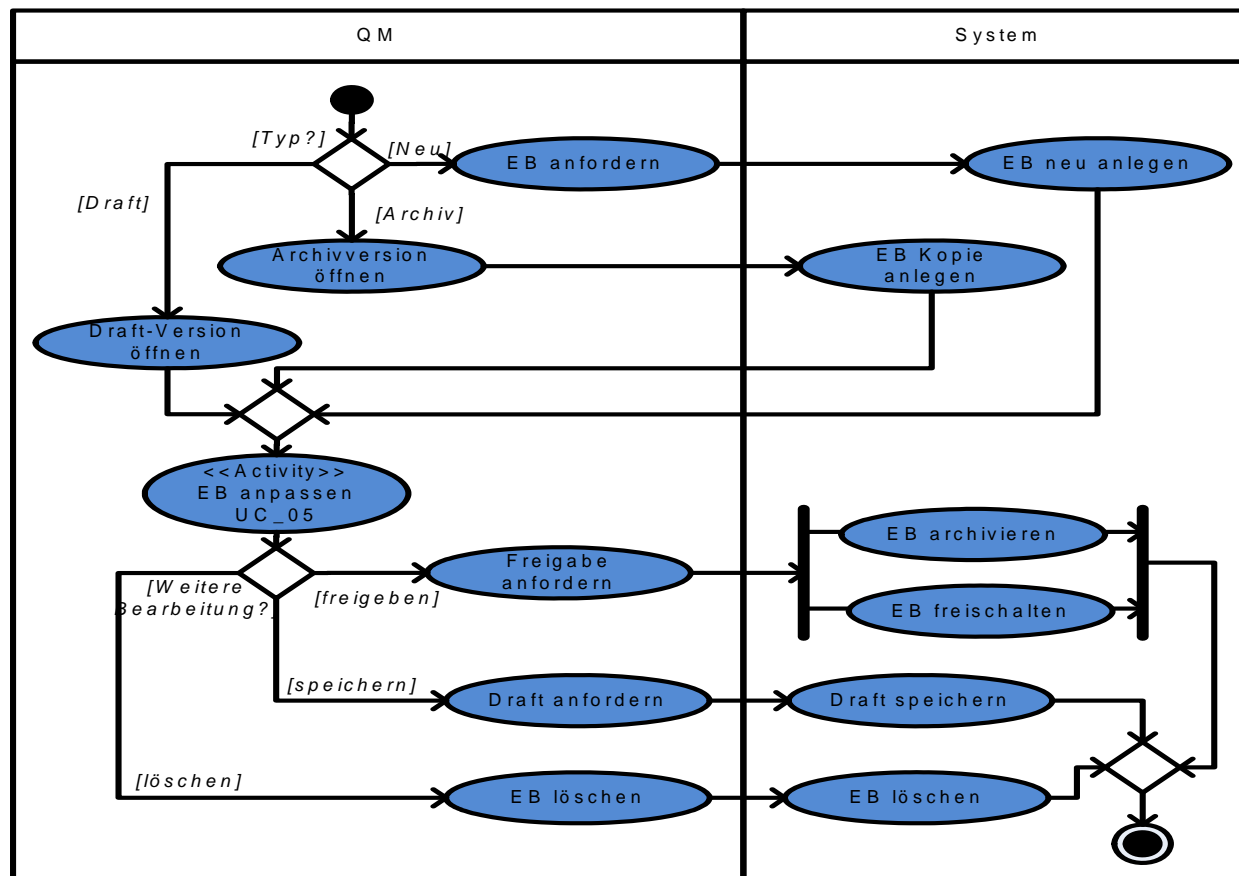 QM
System
[Typ?]
[Neu]
EB anfordern
EB neu anlegen
[Draft]
[Archiv]
Archivversion
öffnen
EB Kopie
anlegen
Draft-Version
öffnen
<<Activity>>
EB anpassen
UC_05
EB archivieren
Freigabe
anfordern
[Weitere
Bearbeitung?]
[freigeben]
EB freischalten
[speichern]
Draft anfordern
Draft speichern
[löschen]
EB löschen
EB löschen